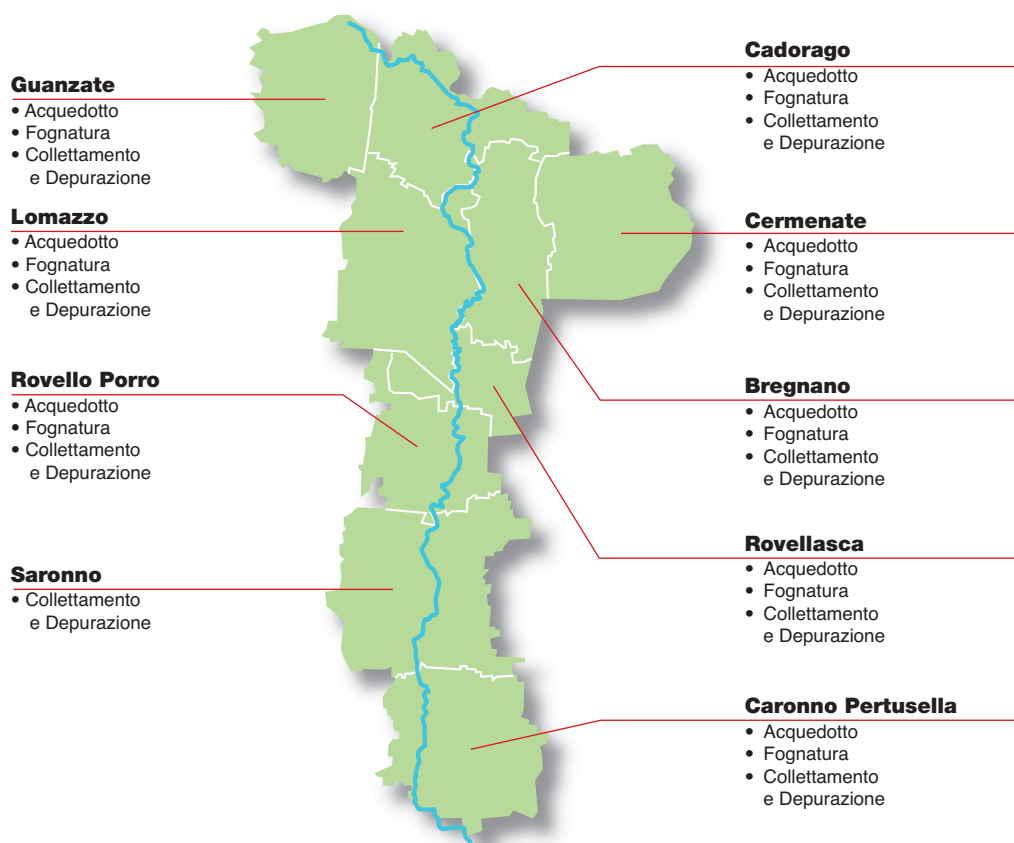 Guanzate
• Acquedotto
• Fognatura
• Collettamento
e Depurazione
Lomazzo
• Acquedotto
• Fognatura
• Collettamento
e Depurazione
Rovello Porro
• Acquedotto
• Fognatura
• Collettamento
e Depurazione
Saronno
• Collettamento
e Depurazione
Cadorago
• Acquedotto
• Fognatura
• Collettamento
e Depurazione
Cermenate
• Acquedotto
• Fognatura
• Collettamento
e Depurazione
Bregnano
• Acquedotto
• Fognatura
• Collettamento
e Depurazione
Rovellasca
• Acquedotto
• Fognatura
• Collettamento
e Depurazione
Caronno Pertusella
• Acquedotto
• Fognatura
• Collettamento
e Depurazione